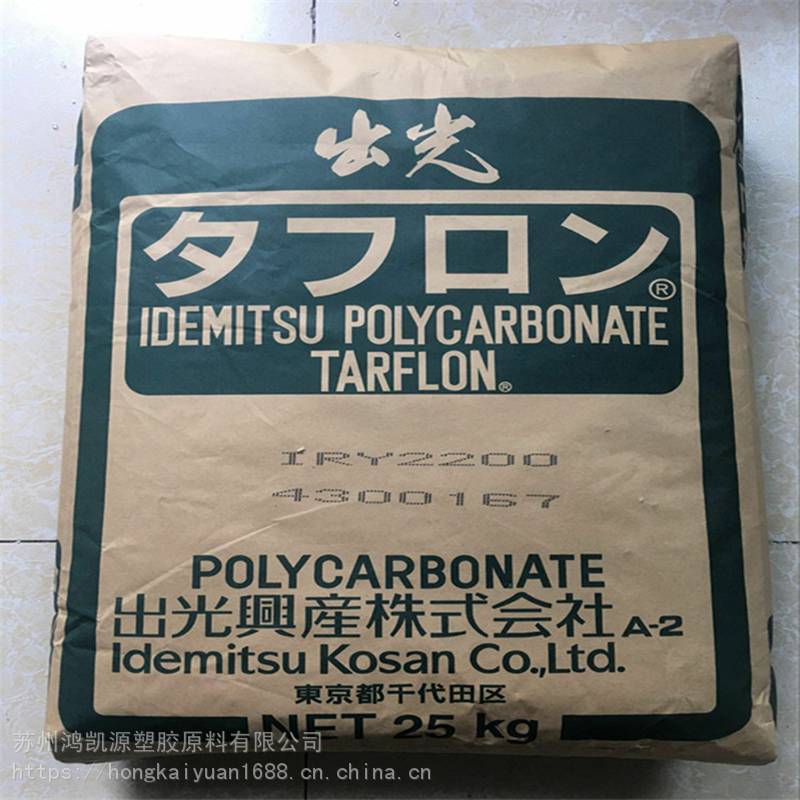 出光
タフロン®
IDEMITSU POLYCARBONATE
TARFLON®
IRY2200
4300167
POLYCARBONATE
出光興産株式会社 A-2
Idemitsu Kosan Co.,Ltd.
東京都千代田区
NET 25 kg
苏州鸿凯源塑胶原料有限公司
https://hongkaiyuan1688.cn.china.cn